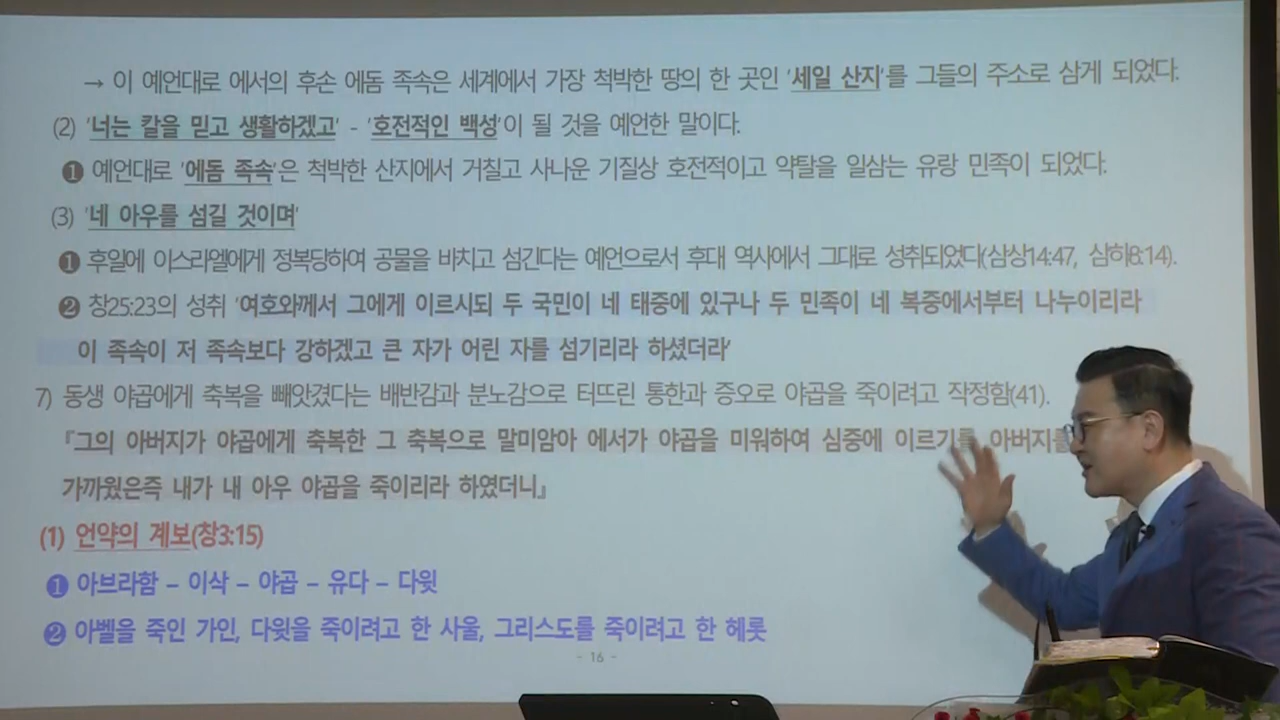 → 이 예언대로 에서의 후손 에돔 족속은 세계에서 가장 척박한 땅의 한 곳인 '세일 산지'를 그들의 주소로 삼게 되었다.
(2) '너는 칼을 믿고 생활하겠고' - '호전적인 백성'이 될 것을 예언한 말이다.
❶ 예언대로 '에돔 족속'은 척박한 산지에서 거칠고 사나운 기질상 호전적이고 약탈을 일삼는 유랑 민족이 되었다.
(3) '네 아우를 섬길 것이며'
❶ 후일에 이스라엘에게 정복당하여 공물을 바치고 섬긴다는 예언으로서 후대 역사에서 그대로 성취되었다(삼상14:47, 삼하8:14).
❷ 창25:23의 성취 '여호와께서 그에게 이르시되 두 국민이 네 태중에 있구나 두 민족이 네 복중에서부터 나누이리라
이 족속이 저 족속보다 강하겠고 큰 자가 어린 자를 섬기리라 하셨더라'
7) 동생 야곱에게 축복을 빼앗겼다는 배반감과 분노감으로 터뜨린 통한과 증오로 야곱을 죽이려고 작정함(41).
『그의 아버지가 야곱에게 축복한 그 축복으로 말미암아 에서가 야곱을 미워하여 심중에 이르기를 아버지를
가까웠은즉 내가 내 아우 야곱을 죽이리라 하였더니』
(1) 언약의 계보(창3:15)
❶ 아브라함 – 이삭 – 야곱 – 유다 – 다윗
❷ 아벨을 죽인 가인, 다윗을 죽이려고 한 사울, 그리스도를 죽이려고 한 헤롯
- 16 -